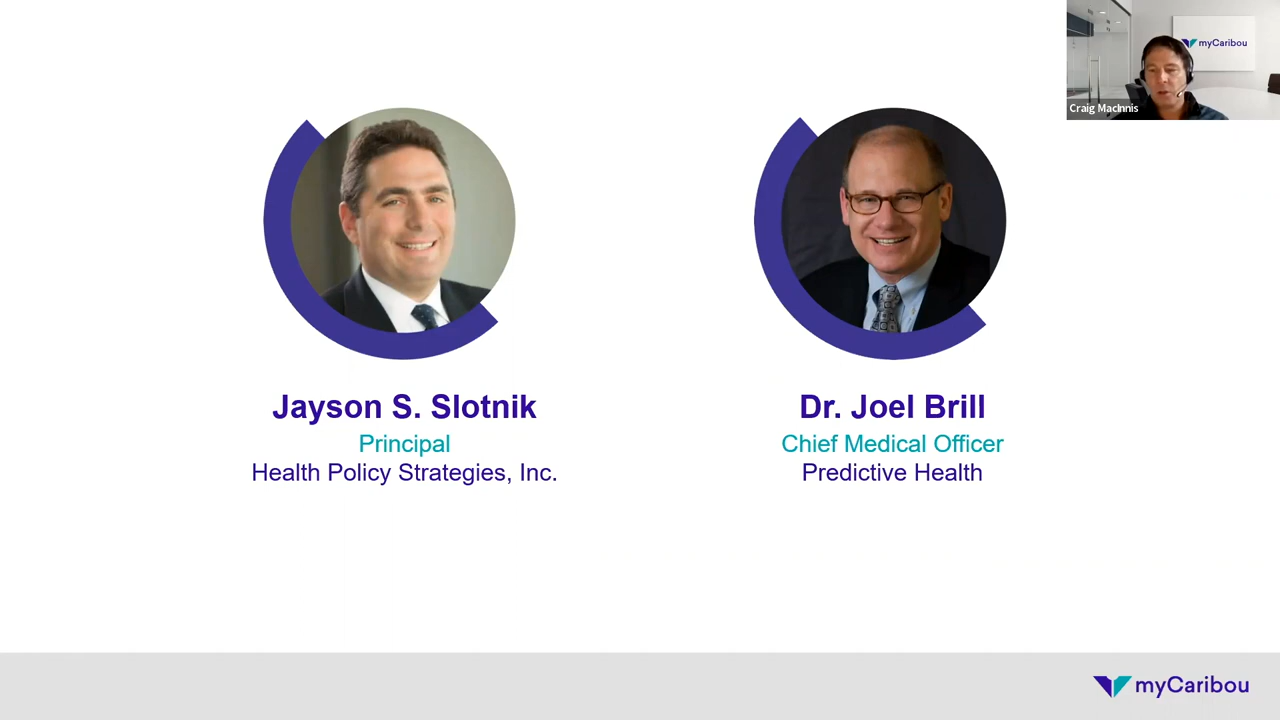 myCaribou
Craig MacInnis
Jayson S. Slotnik
Principal
Health Policy Strategies, Inc.
Dr. Joel Brill
Chief Medical Officer
Predictive Health
myCaribou